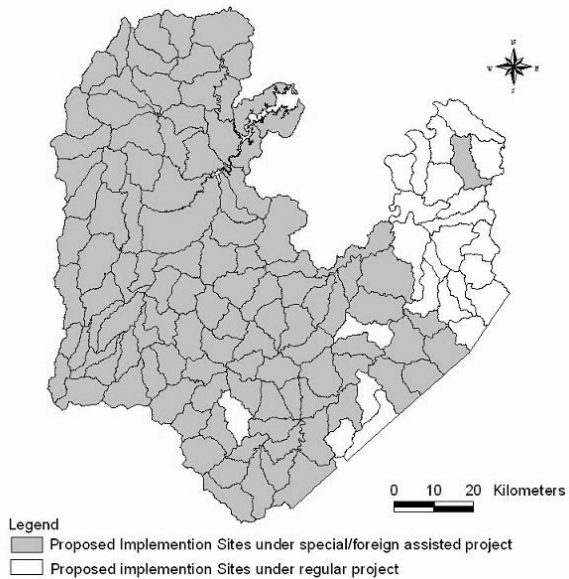 N
W E
S
0 10 20 Kilometers
Legend
Proposed Implemention Sites under special/foreign assisted project
Proposed implemention Sites under regular project